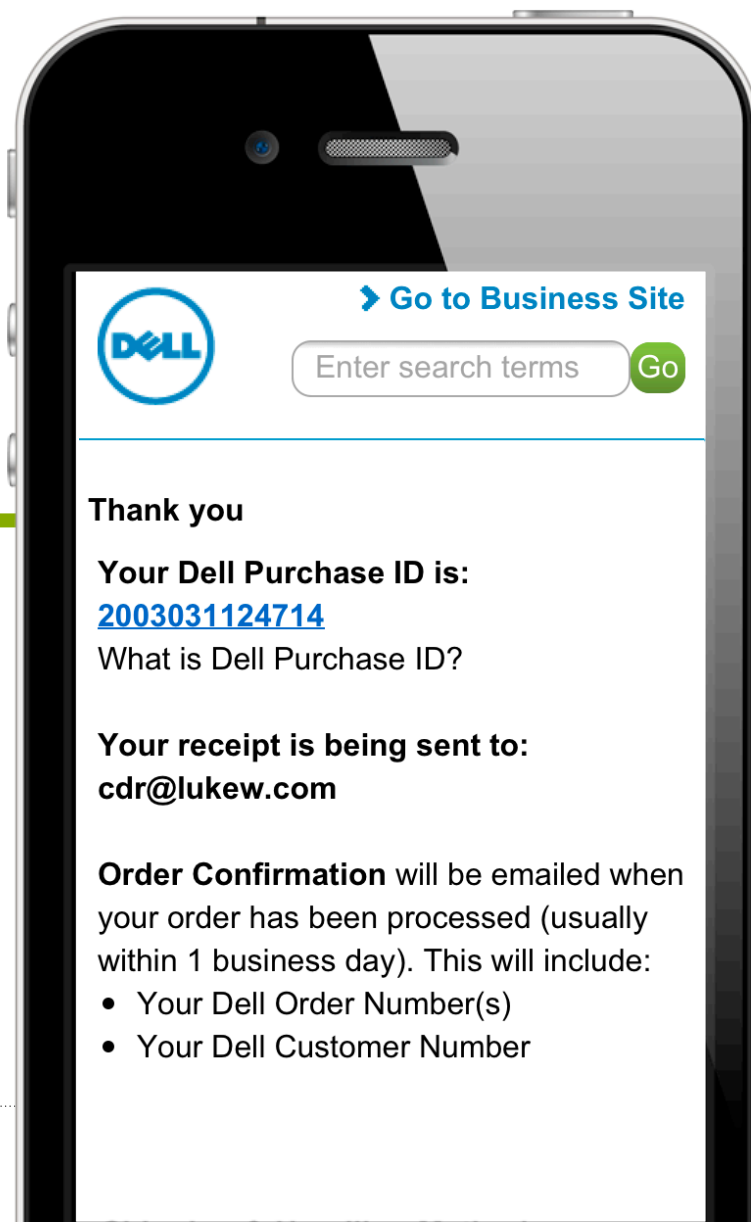 Go to Business Site
DELL
Enter search terms
Go
Thank you
Your Dell Purchase ID is:
2003031124714
What is Dell Purchase ID?
Your receipt is being sent to:
cdr@lukew.com
Order Confirmation will be emailed when
your order has been processed (usually
within 1 business day). This will include:
• Your Dell Order Number(s)
• Your Dell Customer Number